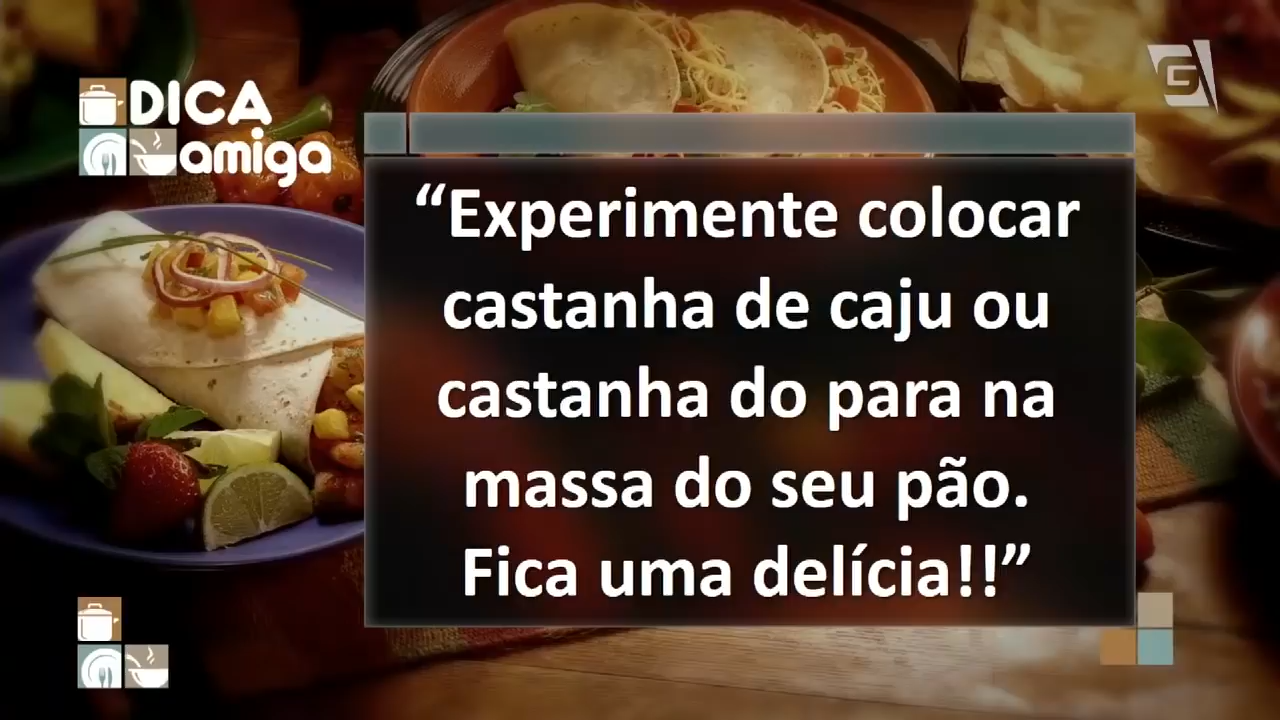 DICA
amiga
G
“Experimente colocar
castanha de caju ou
castanha do para na
massa do seu pão.
Fica uma delícia!!”